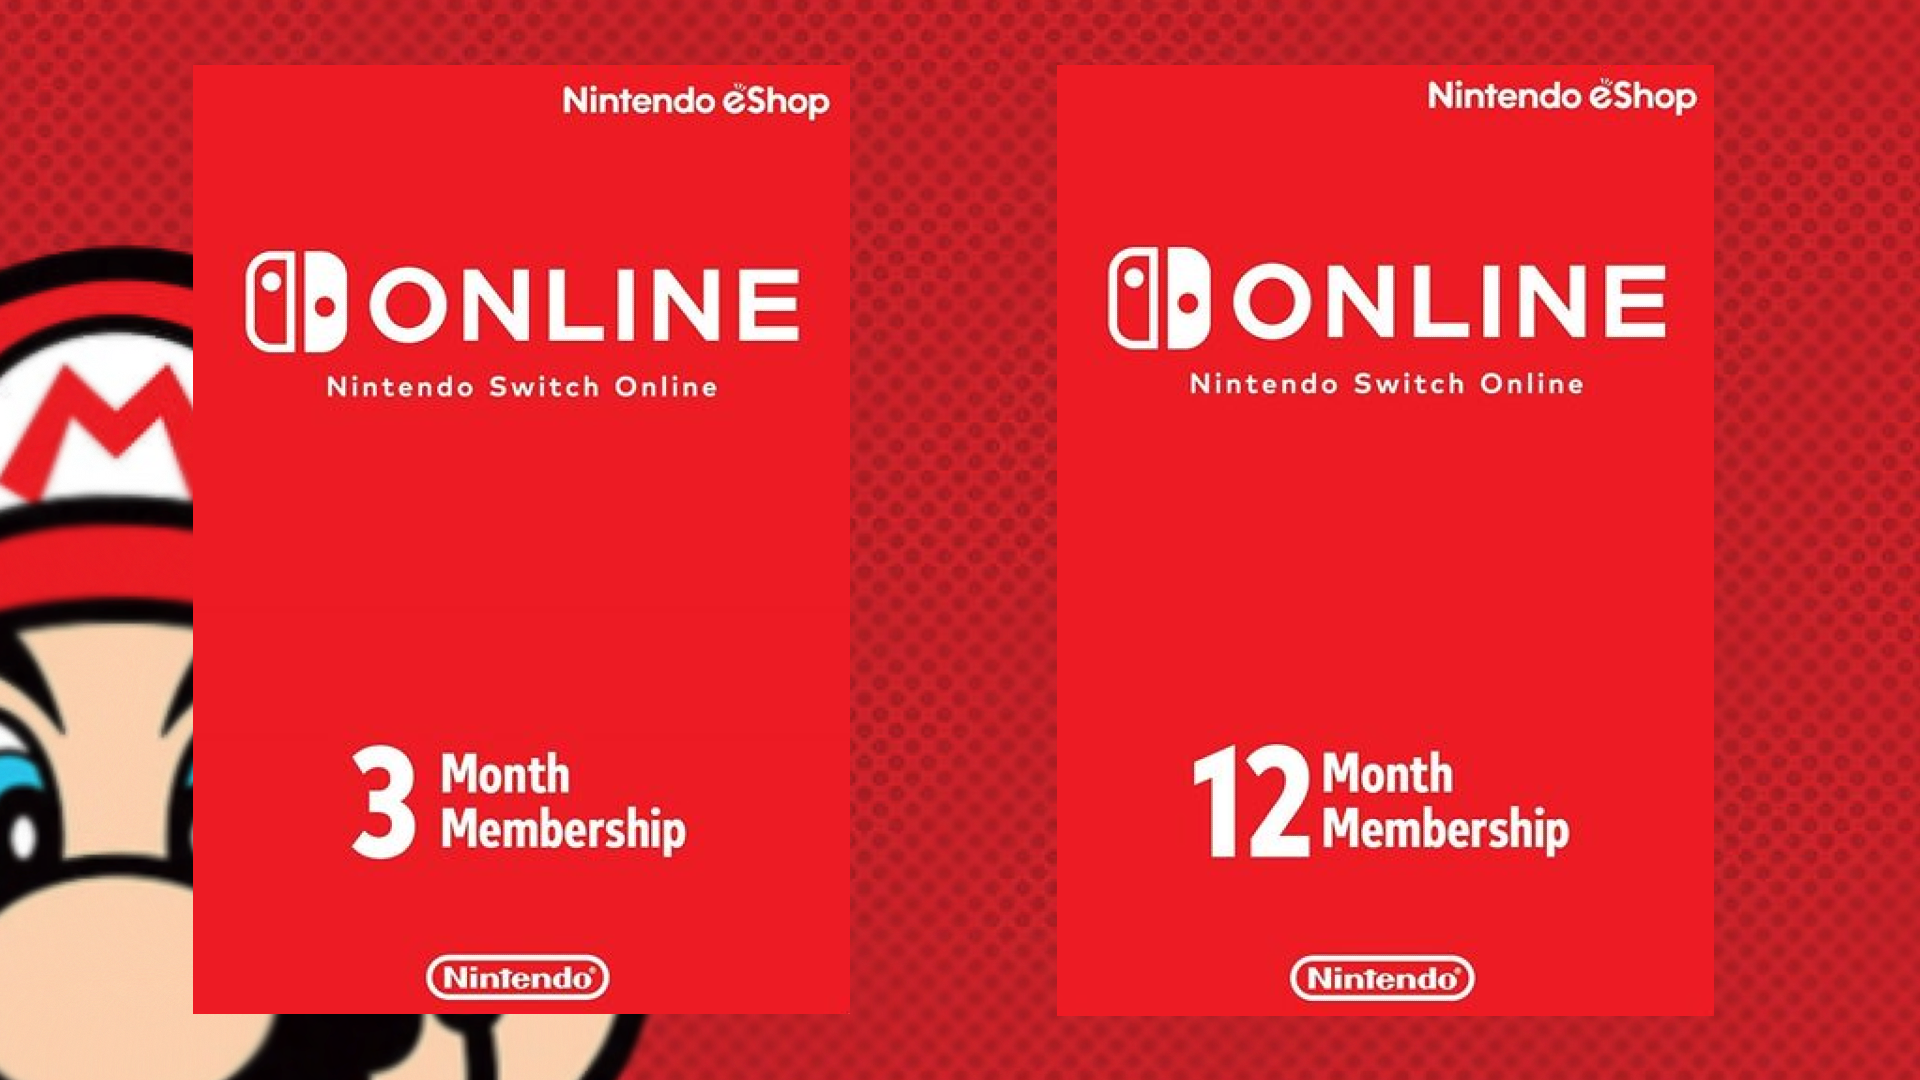 Nintendo eShop
ONLINE
Nintendo Switch Online
3 Month
Membership
Nintendo®
Nintendo eShop
ONLINE
Nintendo Switch Online
12 Month
Membership
Nintendo®
M